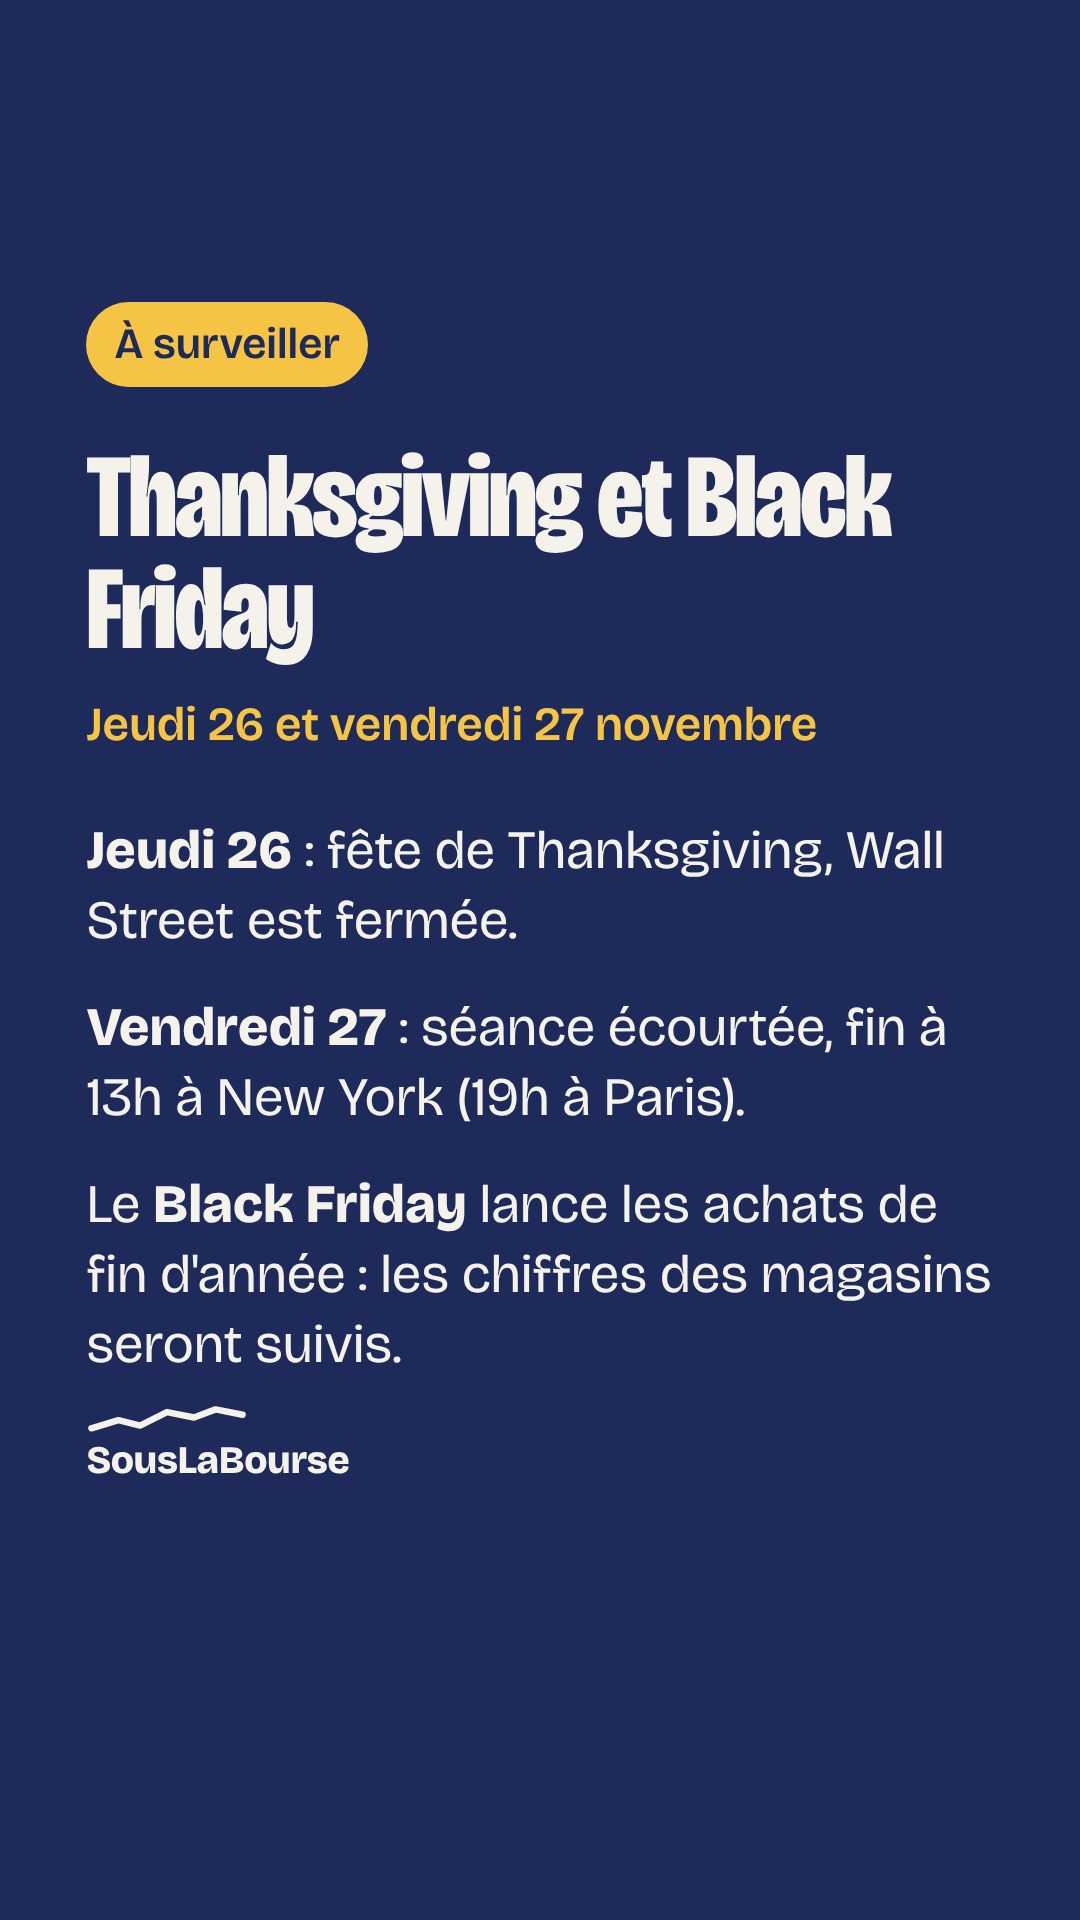 À surveiller
Thanksgiving et Black
Friday
Jeudi 26 et vendredi 27 novembre
Jeudi 26 : fête de Thanksgiving, Wall
Street est fermée.
Vendredi 27 : séance écourtée, fin à
13h à New York (19h à Paris).
Le Black Friday lance les achats de
fin d'année : les chiffres des magasins
seront suivis.
SousLaBourse